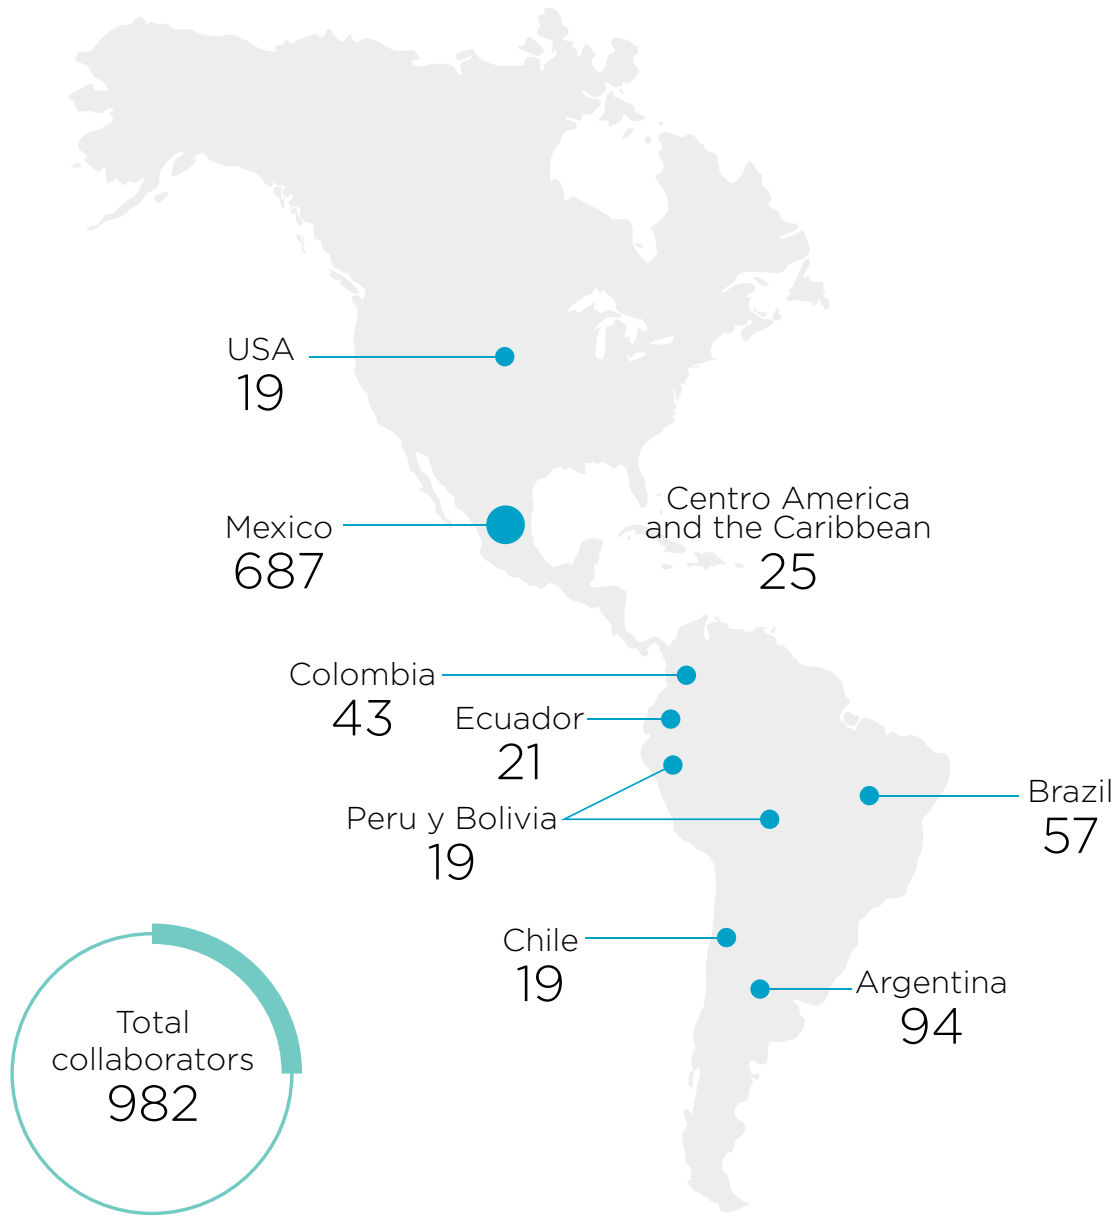 USA
19
Mexico
687
Centro America
and the Caribbean
25
Colombia
43
Ecuador
21
Peru y Bolivia
19
Brazil
57
Chile
19
Argentina
94
Total
collaborators
982